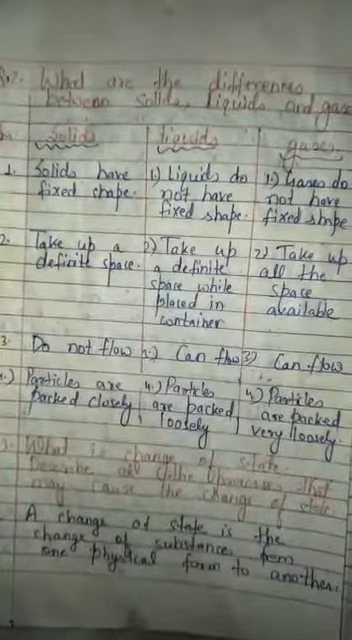 Q.2. What are the differences
between solids, liquids and gases
solids liquids gases
1. Solids have 1.) Liquids do 1.) Gases do
fixed shape. not have not have
fixed shape. fixed shape
2. Take up a 2) Take up 2) Take up
definite space. a definite all the
space while space
placed in available
container
3. Do not flow 3.) Can flow 3) Can flow
4.) Particles are 4.) Particles 4) Particles
packed closely are packed are packed
loosely very loosely.
What is change of state.
Describe all the processes that
may cause the change of state
A change of state is the
change of substance from
one physical form to another.